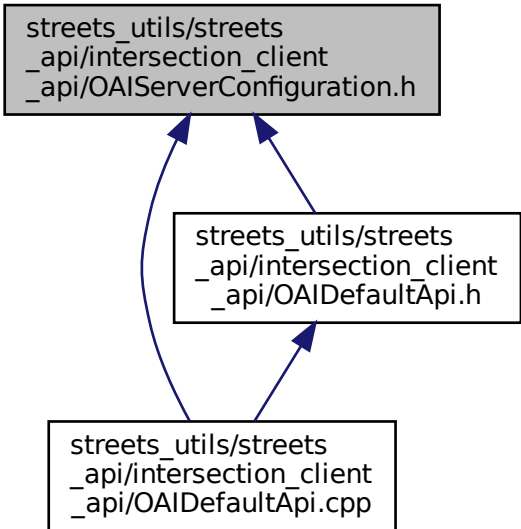 streets_utils/streets
_api/intersection_client
_api/OAIServerConfiguration.h
streets_utils/streets
_api/intersection_client
_api/OAIDefaultApi.h
streets_utils/streets
_api/intersection_client
_api/OAIDefaultApi.cpp